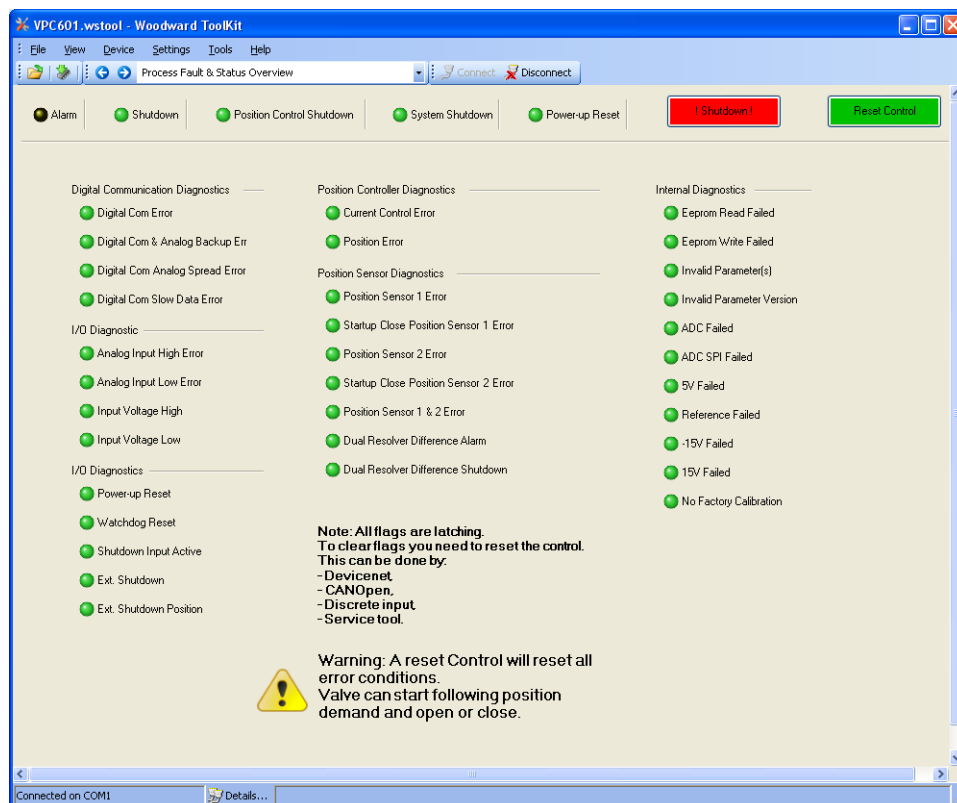 VPC601.wstool - Woodward ToolKit
File View Device Settings Tools Help
Process Fault & Status Overview
Connect Disconnect
Alarm Shutdown Position Control Shutdown System Shutdown Power-up Reset ! Shutdown ! Reset Control
Digital Communication Diagnostics
Digital Com Error
Digital Com & Analog Backup Err
Digital Com Analog Spread Error
Digital Com Slow Data Error
I/O Diagnostic
Analog Input High Error
Analog Input Low Error
Input Voltage High
Input Voltage Low
I/O Diagnostics
Power-up Reset
Watchdog Reset
Shutdown Input Active
Ext. Shutdown
Ext. Shutdown Position
Position Controller Diagnostics
Current Control Error
Position Error
Position Sensor Diagnostics
Position Sensor 1 Error
Startup Close Position Sensor 1 Error
Position Sensor 2 Error
Startup Close Position Sensor 2 Error
Position Sensor 1 & 2 Error
Dual Resolver Difference Alarm
Dual Resolver Difference Shutdown
Note: All flags are latching.
To clear flags you need to reset the control.
This can be done by:
- Devicenet,
- CANOpen,
- Discrete input,
- Service tool.
Warning: A reset Control will reset all
error conditions.
Valve can start following position
demand and open or close.
Internal Diagnostics
Eeprom Read Failed
Eeprom Write Failed
Invalid Parameter(s)
Invalid Parameter Version
ADC Failed
ADC SPI Failed
5V Failed
Reference Failed
-15V Failed
15V Failed
No Factory Calibration
Connected on COM1 Details...